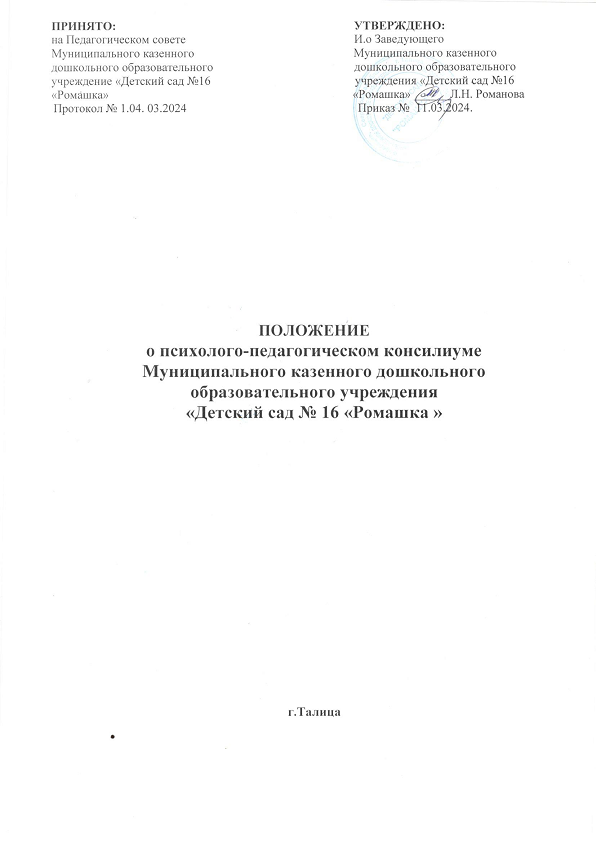 ПРИНЯТО:
на Педагогическом совете
Муниципального казенного
дошкольного образовательного
учреждение «Детский сад №16
«Ромашка»
Протокол № 1.04. 03.2024
УТВЕРЖДЕНО:
И.о Заведующего
Муниципального казенного
дошкольного образовательного
учреждения «Детский сад №16
«Ромашка» Л.Н. Романова
Приказ № 11.03.2024.
ПОЛОЖЕНИЕ
о психолого-педагогическом консилиуме
Муниципального казенного дошкольного
образовательного учреждения
«Детский сад № 16 «Ромашка »
г.Талица